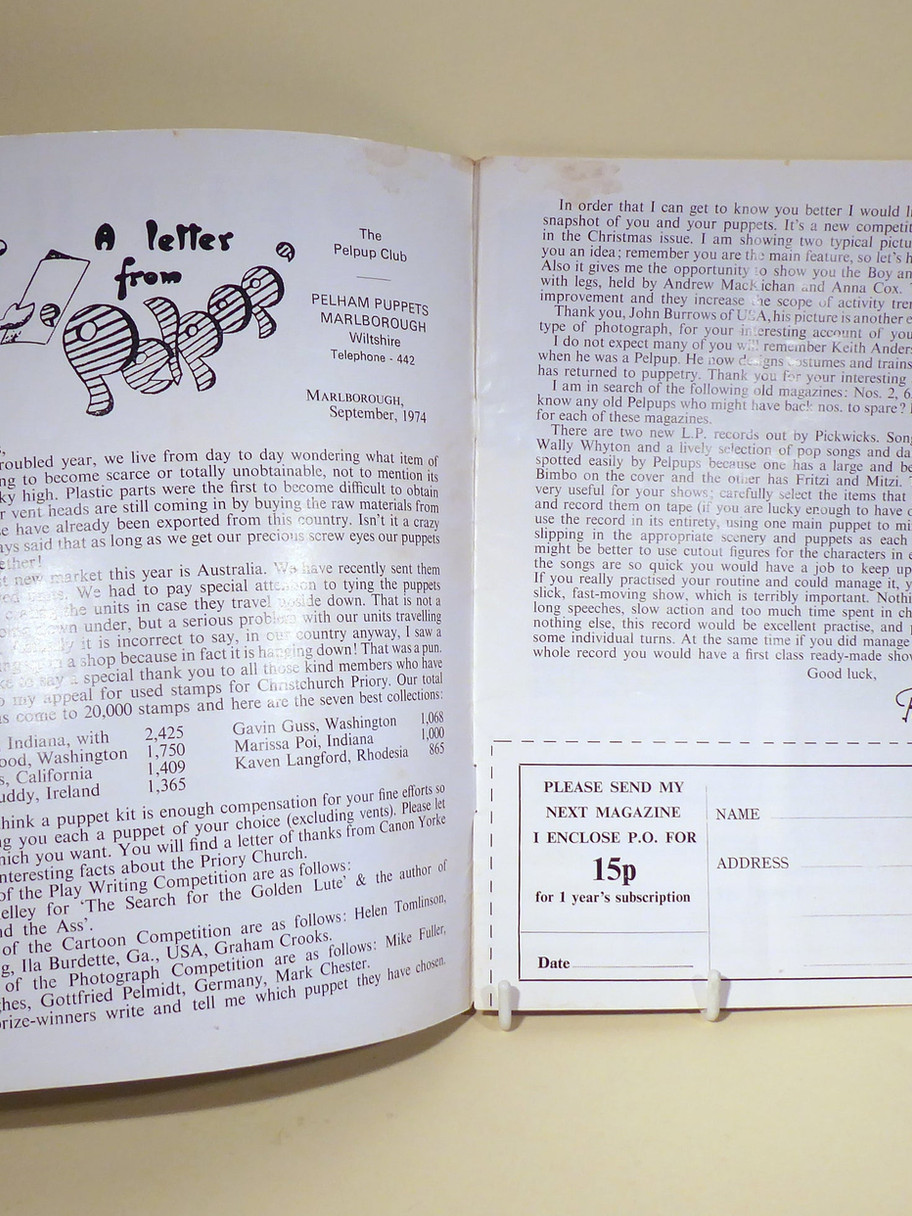 A letter
from
Pelpop
The
Pelpup Club
PELHAM PUPPETS
MARLBOROUGH
Wiltshire
Telephone - 442
MARLBOROUGH,
September, 1974
roubled year, we live from day to day wondering what item of
ng to become scarce or totally unobtainable, not to mention its
ky high. Plastic parts were the first to become difficult to obtain
r vent heads are still coming in by buying the raw materials from
e have already been exported from this country. Isn't it a crazy
ays said that as long as we get our precious screw eyes our puppets
ether!
t new market this year is Australia. We have recently sent them
We had to pay special attention to tying the puppets
the units in case they travel upside down. That is not a
down under, but a serious problem with our units travelling
it is incorrect to say, in our country anyway, I saw a
in a shop because in fact it is hanging down! That was a pun.
ke to say a special thank you to all those kind members who have
o my appeal for used stamps for Christchurch Priory. Our total
as come to 20,000 stamps and here are the seven best collections:
Indiana, with 2,425
ood, Washington 1,750
s, California 1,409
uddy, Ireland 1,365
Gavin Guss, Washington 1,068
Marissa Poi, Indiana 1,000
Kaven Langford, Rhodesia 865
hink a puppet kit is enough compensation for your fine efforts so
ng you each a puppet of your choice (excluding vents). Please let
hich you want. You will find a letter of thanks from Canon Yorke
nteresting facts about the Priory Church.
of the Play Writing Competition are as follows:
elley for 'The Search for the Golden Lute' & the author of
nd the Ass'.
of the Cartoon Competition are as follows: Helen Tomlinson,
g, Ila Burdette, Ga., USA, Graham Crooks.
of the Photograph Competition are as follows: Mike Fuller,
ghes, Gottfried Pelmidt, Germany, Mark Chester.
rize-winners write and tell me which puppet they have chosen.
In order that I can get to know you better I would li
snapshot of you and your puppets. It's a new competit
in the Christmas issue. I am showing two typical pictu
you an idea; remember you are the main feature, so let's h
Also it gives me the opportunity to show you the Boy an
with legs, held by Andrew MacKichan and Anna Cox. T
improvement and they increase the scope of activity trem
Thank you, John Burrows of USA, his picture is another e
type of photograph, for your interesting account of you
I do not expect many of you will remember Keith Anders
when he was a Pelpup. He now designs costumes and trains
has returned to puppetry. Thank you for your interesting
I am in search of the following old magazines: Nos. 2, 6,
know any old Pelpups who might have back nos. to spare?
for each of these magazines.
There are two new L.P. records out by Pickwicks. Song
Wally Whyton and a lively selection of pop songs and da
spotted easily by Pelpups because one has a large and be
Bimbo on the cover and the other has Fritzi and Mitzi. T
very useful for your shows; carefully select the items that
and record them on tape (if you are lucky enough to have o
use the record in its entirety, using one main puppet to mi
slipping in the appropriate scenery and puppets as each
might be better to use cutout figures for the characters in e
the songs are so quick you would have a job to keep up
If you really practised your routine and could manage it, y
slick, fast-moving show, which is terribly important. Nothi
long speeches, slow action and too much time spent in ch
nothing else, this record would be excellent practise, and p
some individual turns. At the same time if you did manage
whole record you would have a first class ready-made show
Good luck,
PLEASE SEND MY
NEXT MAGAZINE
I ENCLOSE P.O. FOR
15p
for 1 year's subscription
Date
NAME
ADDRESS